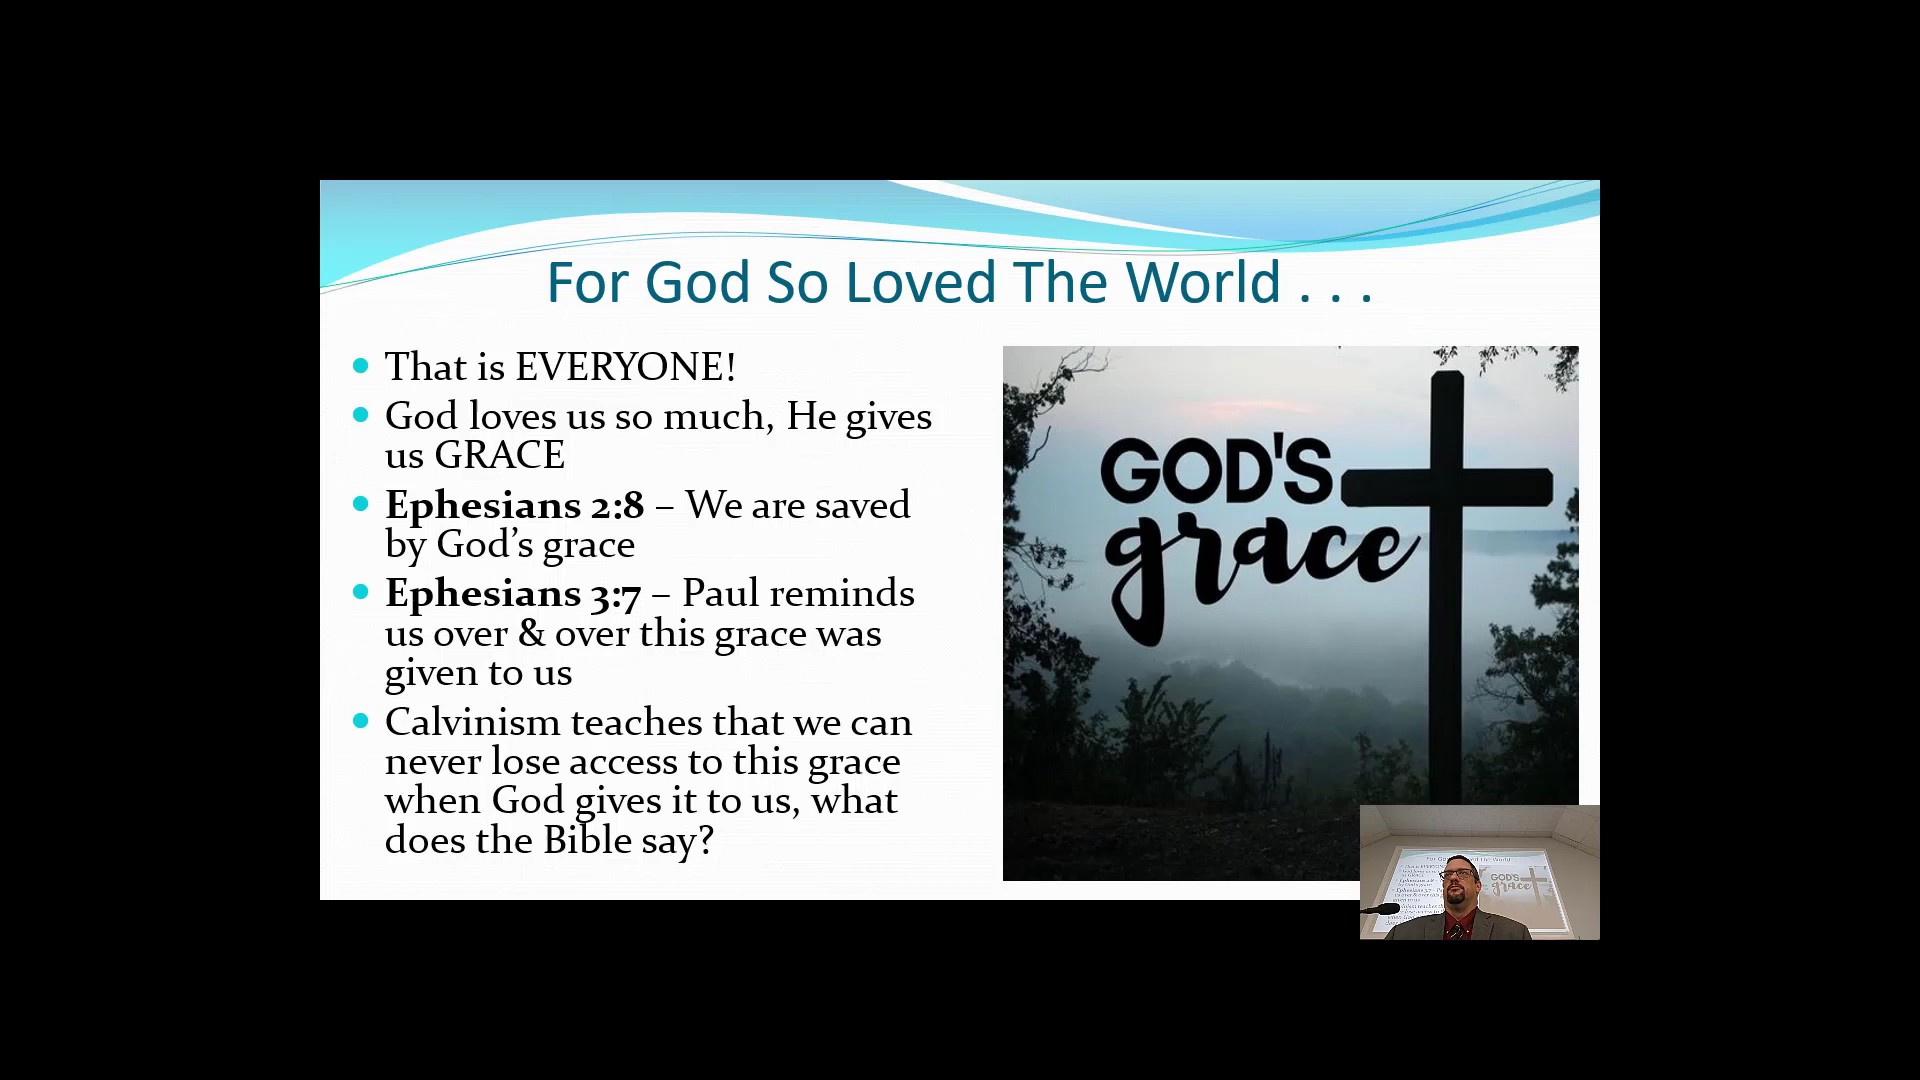 For God So Loved The World . . .
• That is EVERYONE!
• God loves us so much, He gives
us GRACE
• Ephesians 2:8 – We are saved
by God’s grace
• Ephesians 3:7 – Paul reminds
us over & over this grace was
given to us
• Calvinism teaches that we can
never lose access to this grace
when God gives it to us, what
does the Bible say?
GOD'S
grace
GOD'S
grace